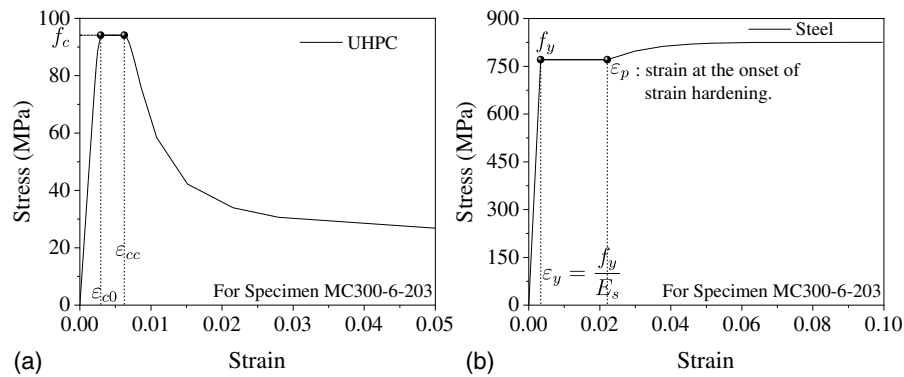 100
f_c
80
60
40
20
0
Stress (MPa)
UHPC
ε_cc
ε_c0
For Specimen MC300-6-203
0.00 0.01 0.02 0.03 0.04 0.05
(a) Strain
900
750
600
450
300
150
0
Stress (MPa)
f_y
Steel
ε_p : strain at the onset of
strain hardening.
ε_y = f_y / E_s
For Specimen MC300-6-203
0.00 0.02 0.04 0.06 0.08 0.10
(b) Strain